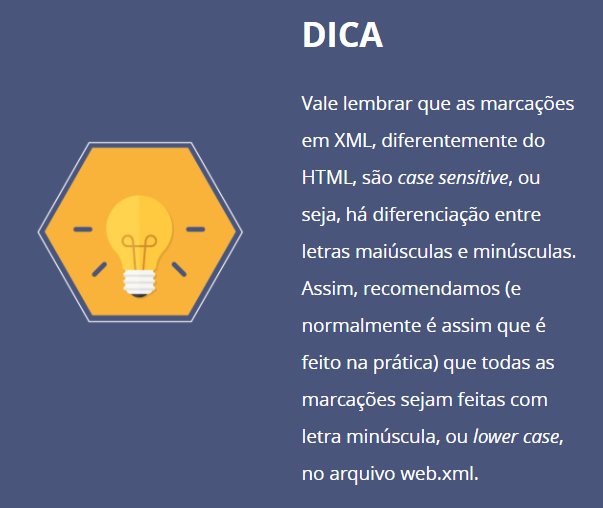 DICA
Vale lembrar que as marcações
em XML, diferentemente do
HTML, são case sensitive, ou
seja, há diferenciação entre
letras maiúsculas e minúsculas.
Assim, recomendamos (e
normalmente é assim que é
feito na prática) que todas as
marcações sejam feitas com
letra minúscula, ou lower case,
no arquivo web.xml.